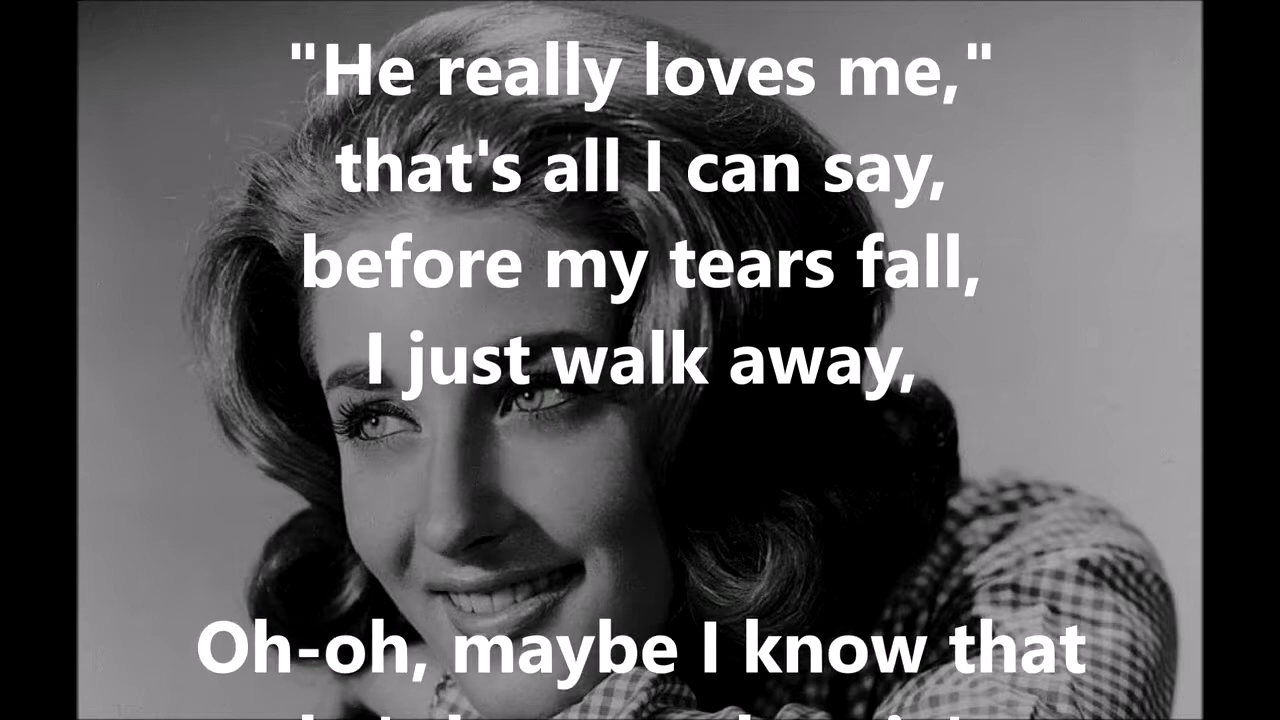 "He really loves me,"
that's all I can say,
before my tears fall,
I just walk away,
Oh-oh, maybe I know that